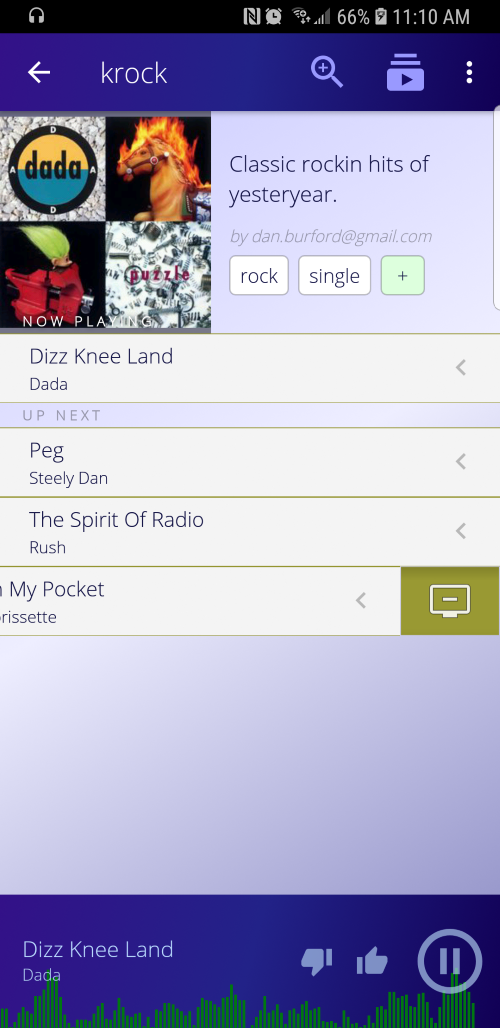 66% 11:10 AM
krock
dada
D
A A
D
puzzle
Classic rockin hits of
yesteryear.
by dan.burford@gmail.com
rock single +
NOW PLAYING
Dizz Knee Land
Dada
UP NEXT
Peg
Steely Dan
The Spirit Of Radio
Rush
My Pocket
rissette
Dizz Knee Land
Dada